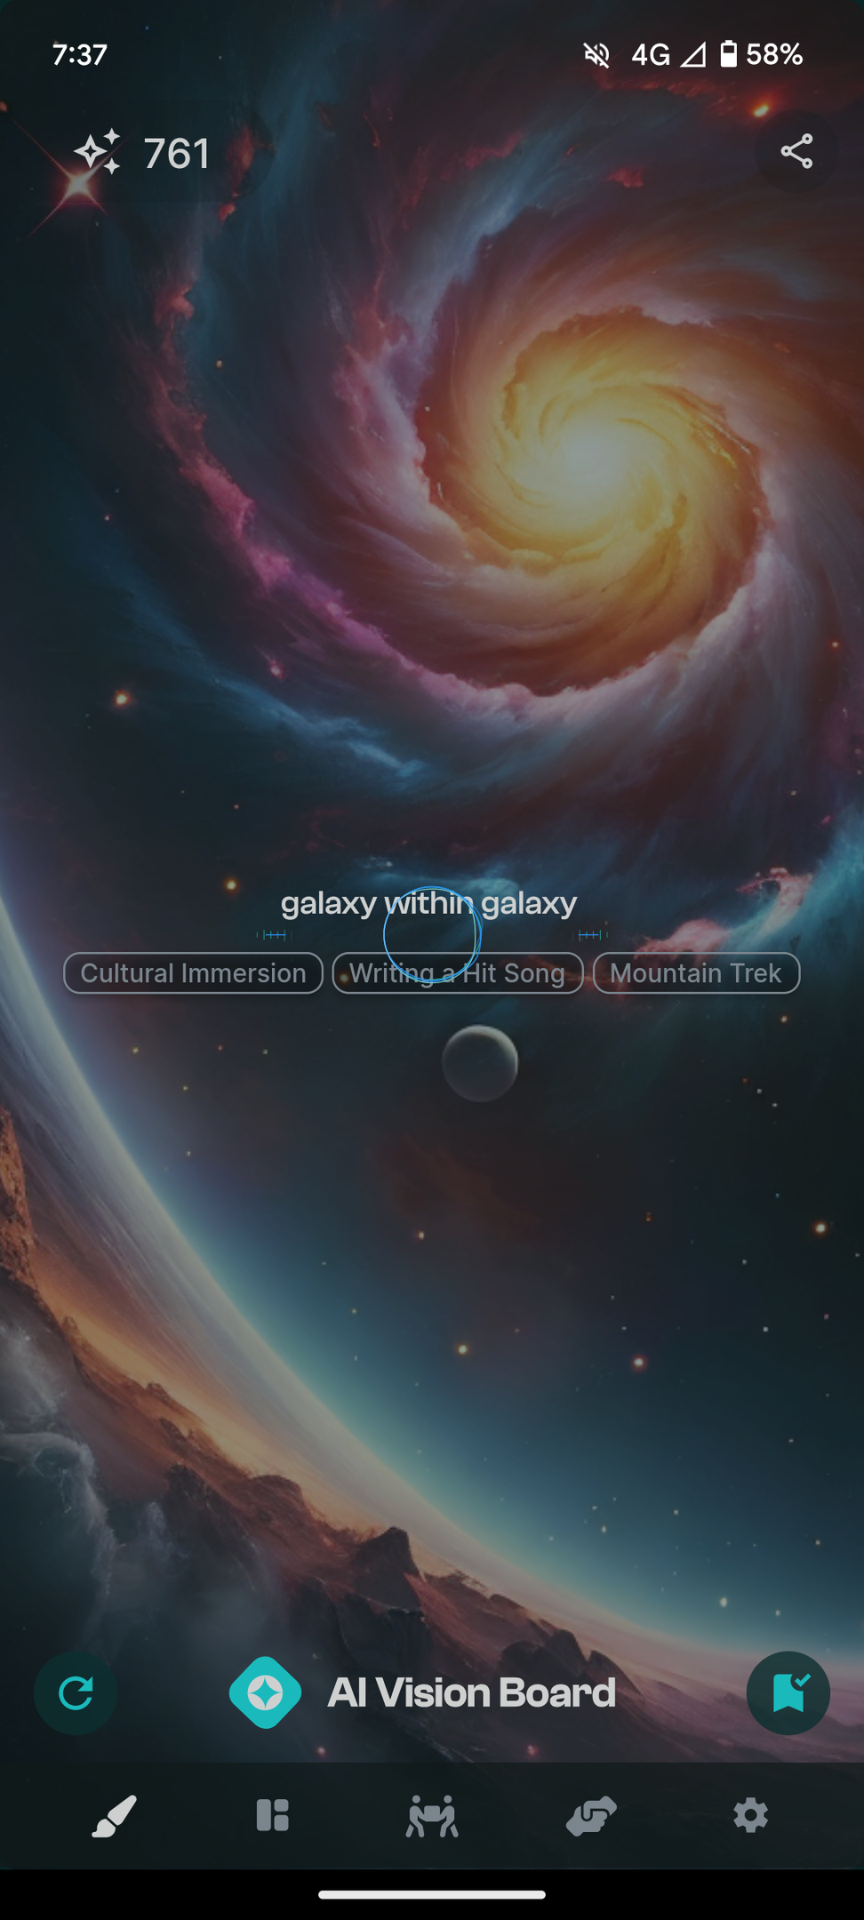 7:37 4G 58%
761
galaxy within galaxy
Cultural Immersion Writing a Hit Song Mountain Trek
AI Vision Board